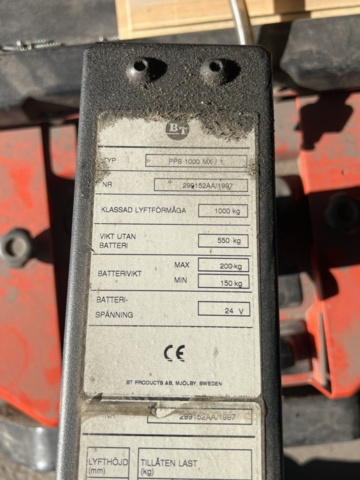 BT
TYP PPS 1000 MX / 1
NR 299152AA/1997
KLASSAD LYFTFÖRMÅGA 1000 kg
VIKT UTAN
BATTERI 550 kg
BATTERIVIKT MAX 200 kg
MIN 150 kg
BATTERI-
SPÄNNING 24 V
CE
BT PRODUCTS AB, MJÖLBY, SWEDEN
NR 299152AA/1997
LYFTHÖJD TILLÅTEN LAST
(mm) (kg)